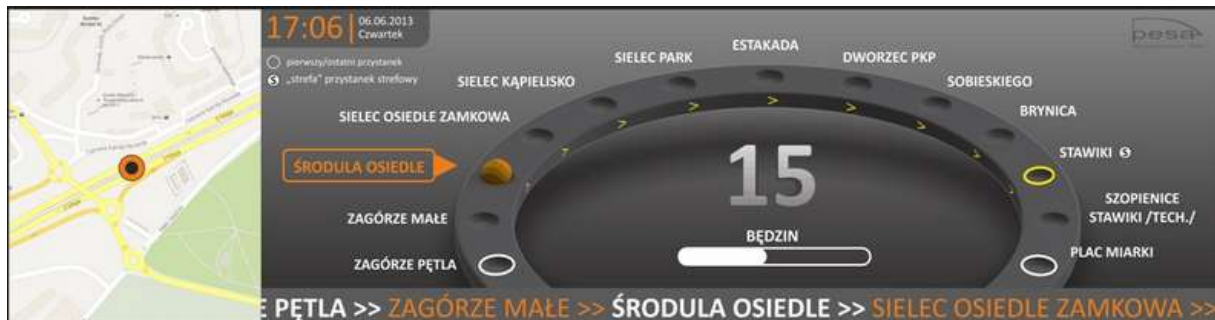 17:06
06.06.2013
Czwartek
pesa
pierwszy/ostatni przystanek
S „strefa" przystanek strefowy
ESTAKADA
SIELEC PARK
DWORZEC PKP
SIELEC KĄPIELISKO
SOBIESKIEGO
SIELEC OSIEDLE ZAMKOWA
BRYNICA
ŚRODULA OSIEDLE
STAWIKI S
15
ZAGÓRZE MAŁE
SZOPIENICE
STAWIKI /TECH./
BĘDZIN
ZAGÓRZE PĘTLA
PLAC MIARKI
E PĘTLA >> ZAGÓRZE MAŁE >> ŚRODULA OSIEDLE >> SIELEC OSIEDLE ZAMKOWA >>